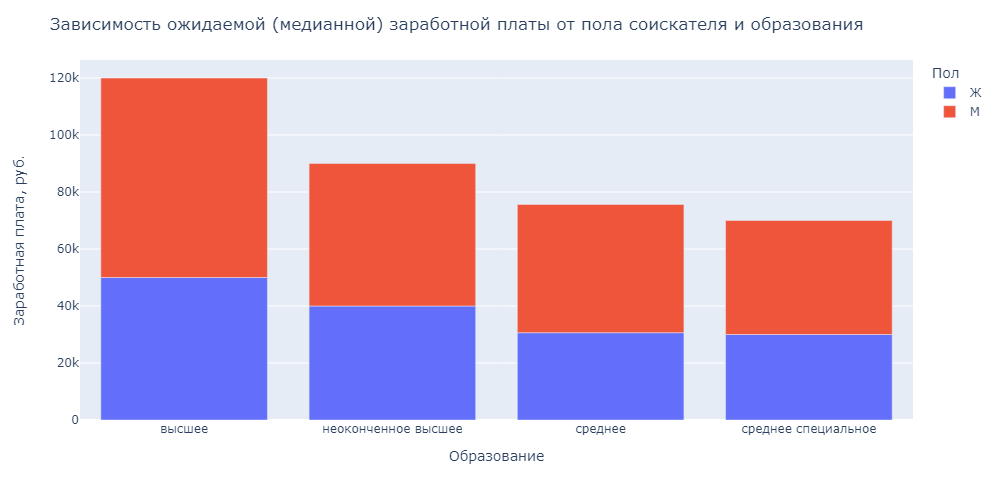 Зависимость ожидаемой (медианной) заработной платы от пола соискателя и образования
Пол
Ж
М
Заработная плата, руб.
120k
100k
80k
60k
40k
20k
0
высшее
неоконченное высшее
среднее
среднее специальное
Образование